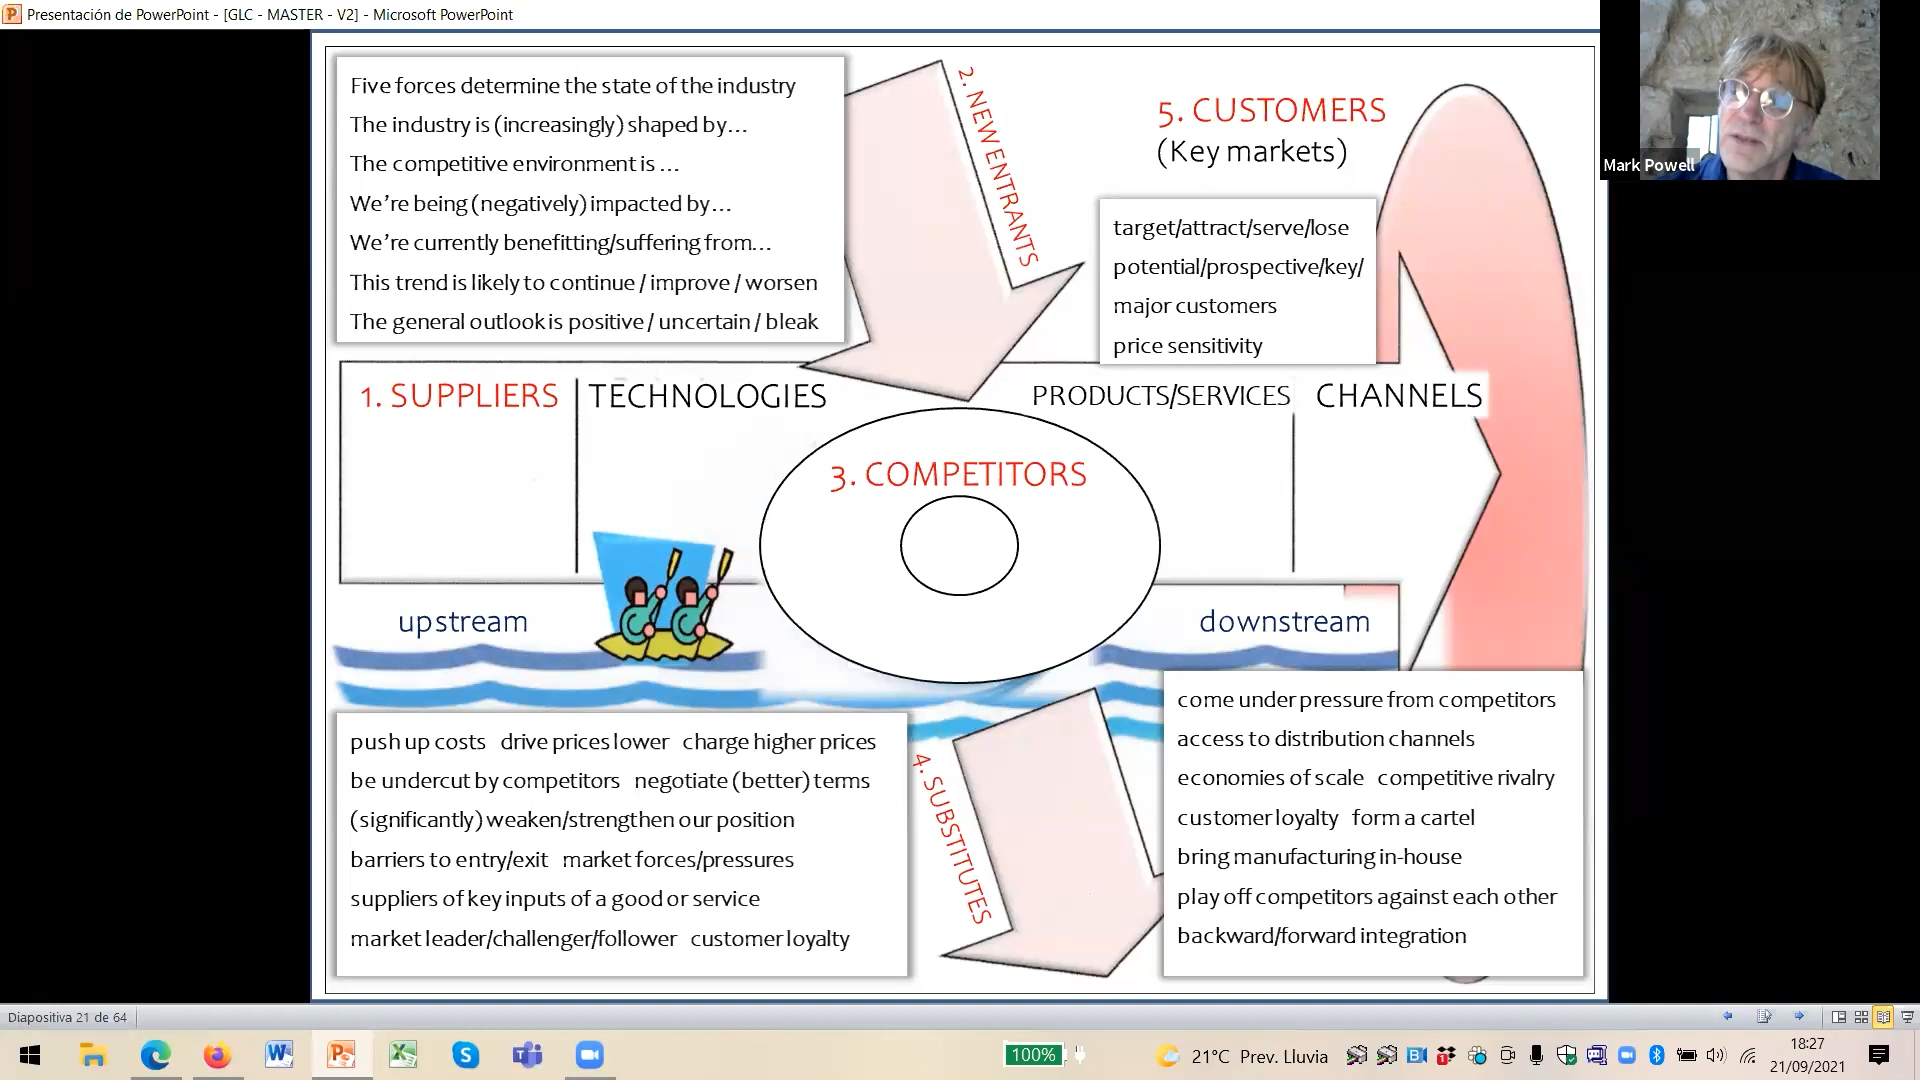 Presentación de PowerPoint - [GLC - MASTER - V2] - Microsoft PowerPoint
Mark Powell
Five forces determine the state of the industry
The industry is (increasingly) shaped by…
The competitive environment is …
We’re being (negatively) impacted by…
We’re currently benefitting/suffering from…
This trend is likely to continue / improve / worsen
The general outlook is positive / uncertain / bleak
2. NEW ENTRANTS
5. CUSTOMERS
(Key markets)
target/attract/serve/lose
potential/prospective/key/
major customers
price sensitivity
1. SUPPLIERS
TECHNOLOGIES
PRODUCTS/SERVICES
CHANNELS
3. COMPETITORS
upstream
downstream
push up costs drive prices lower charge higher prices
be undercut by competitors negotiate (better) terms
(significantly) weaken/strengthen our position
barriers to entry/exit market forces/pressures
suppliers of key inputs of a good or service
market leader/challenger/follower customer loyalty
4. SUBSTITUTES
come under pressure from competitors
access to distribution channels
economies of scale competitive rivalry
customer loyalty form a cartel
bring manufacturing in-house
play off competitors against each other
backward/forward integration
Diapositiva 21 de 64
100%
21°C Prev. Lluvia
18:27
21/09/2021